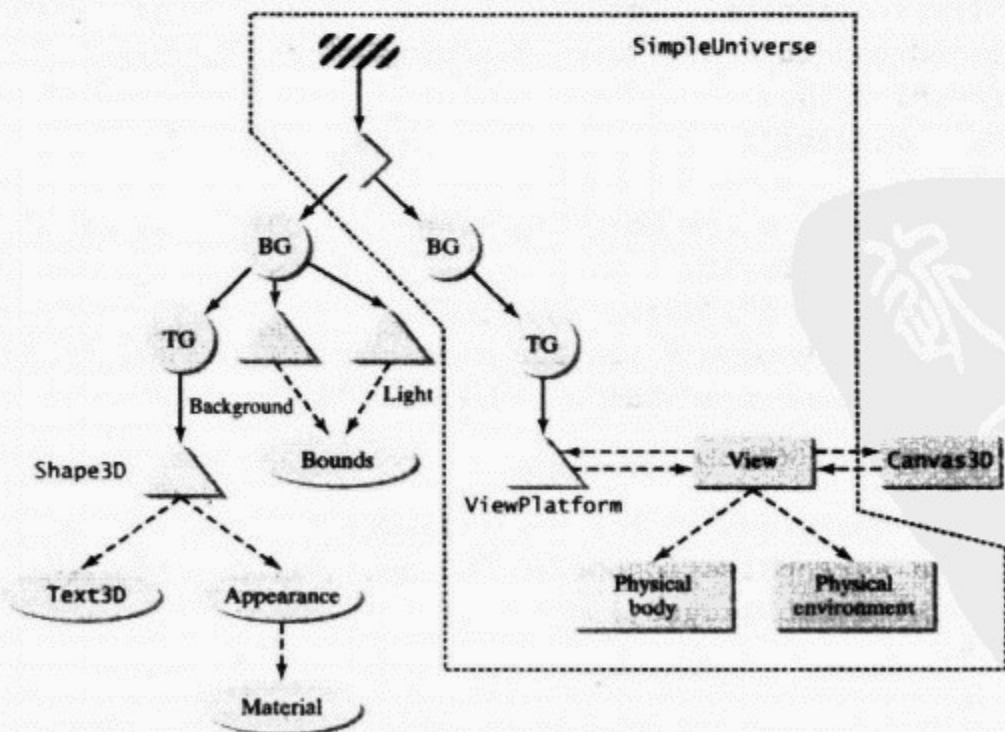 SimpleUniverse
BG
BG
TG
TG
Background
Light
Shape3D
Bounds
View
Canvas3D
ViewPlatform
Text3D
Appearance
Physical
body
Physical
environment
Material